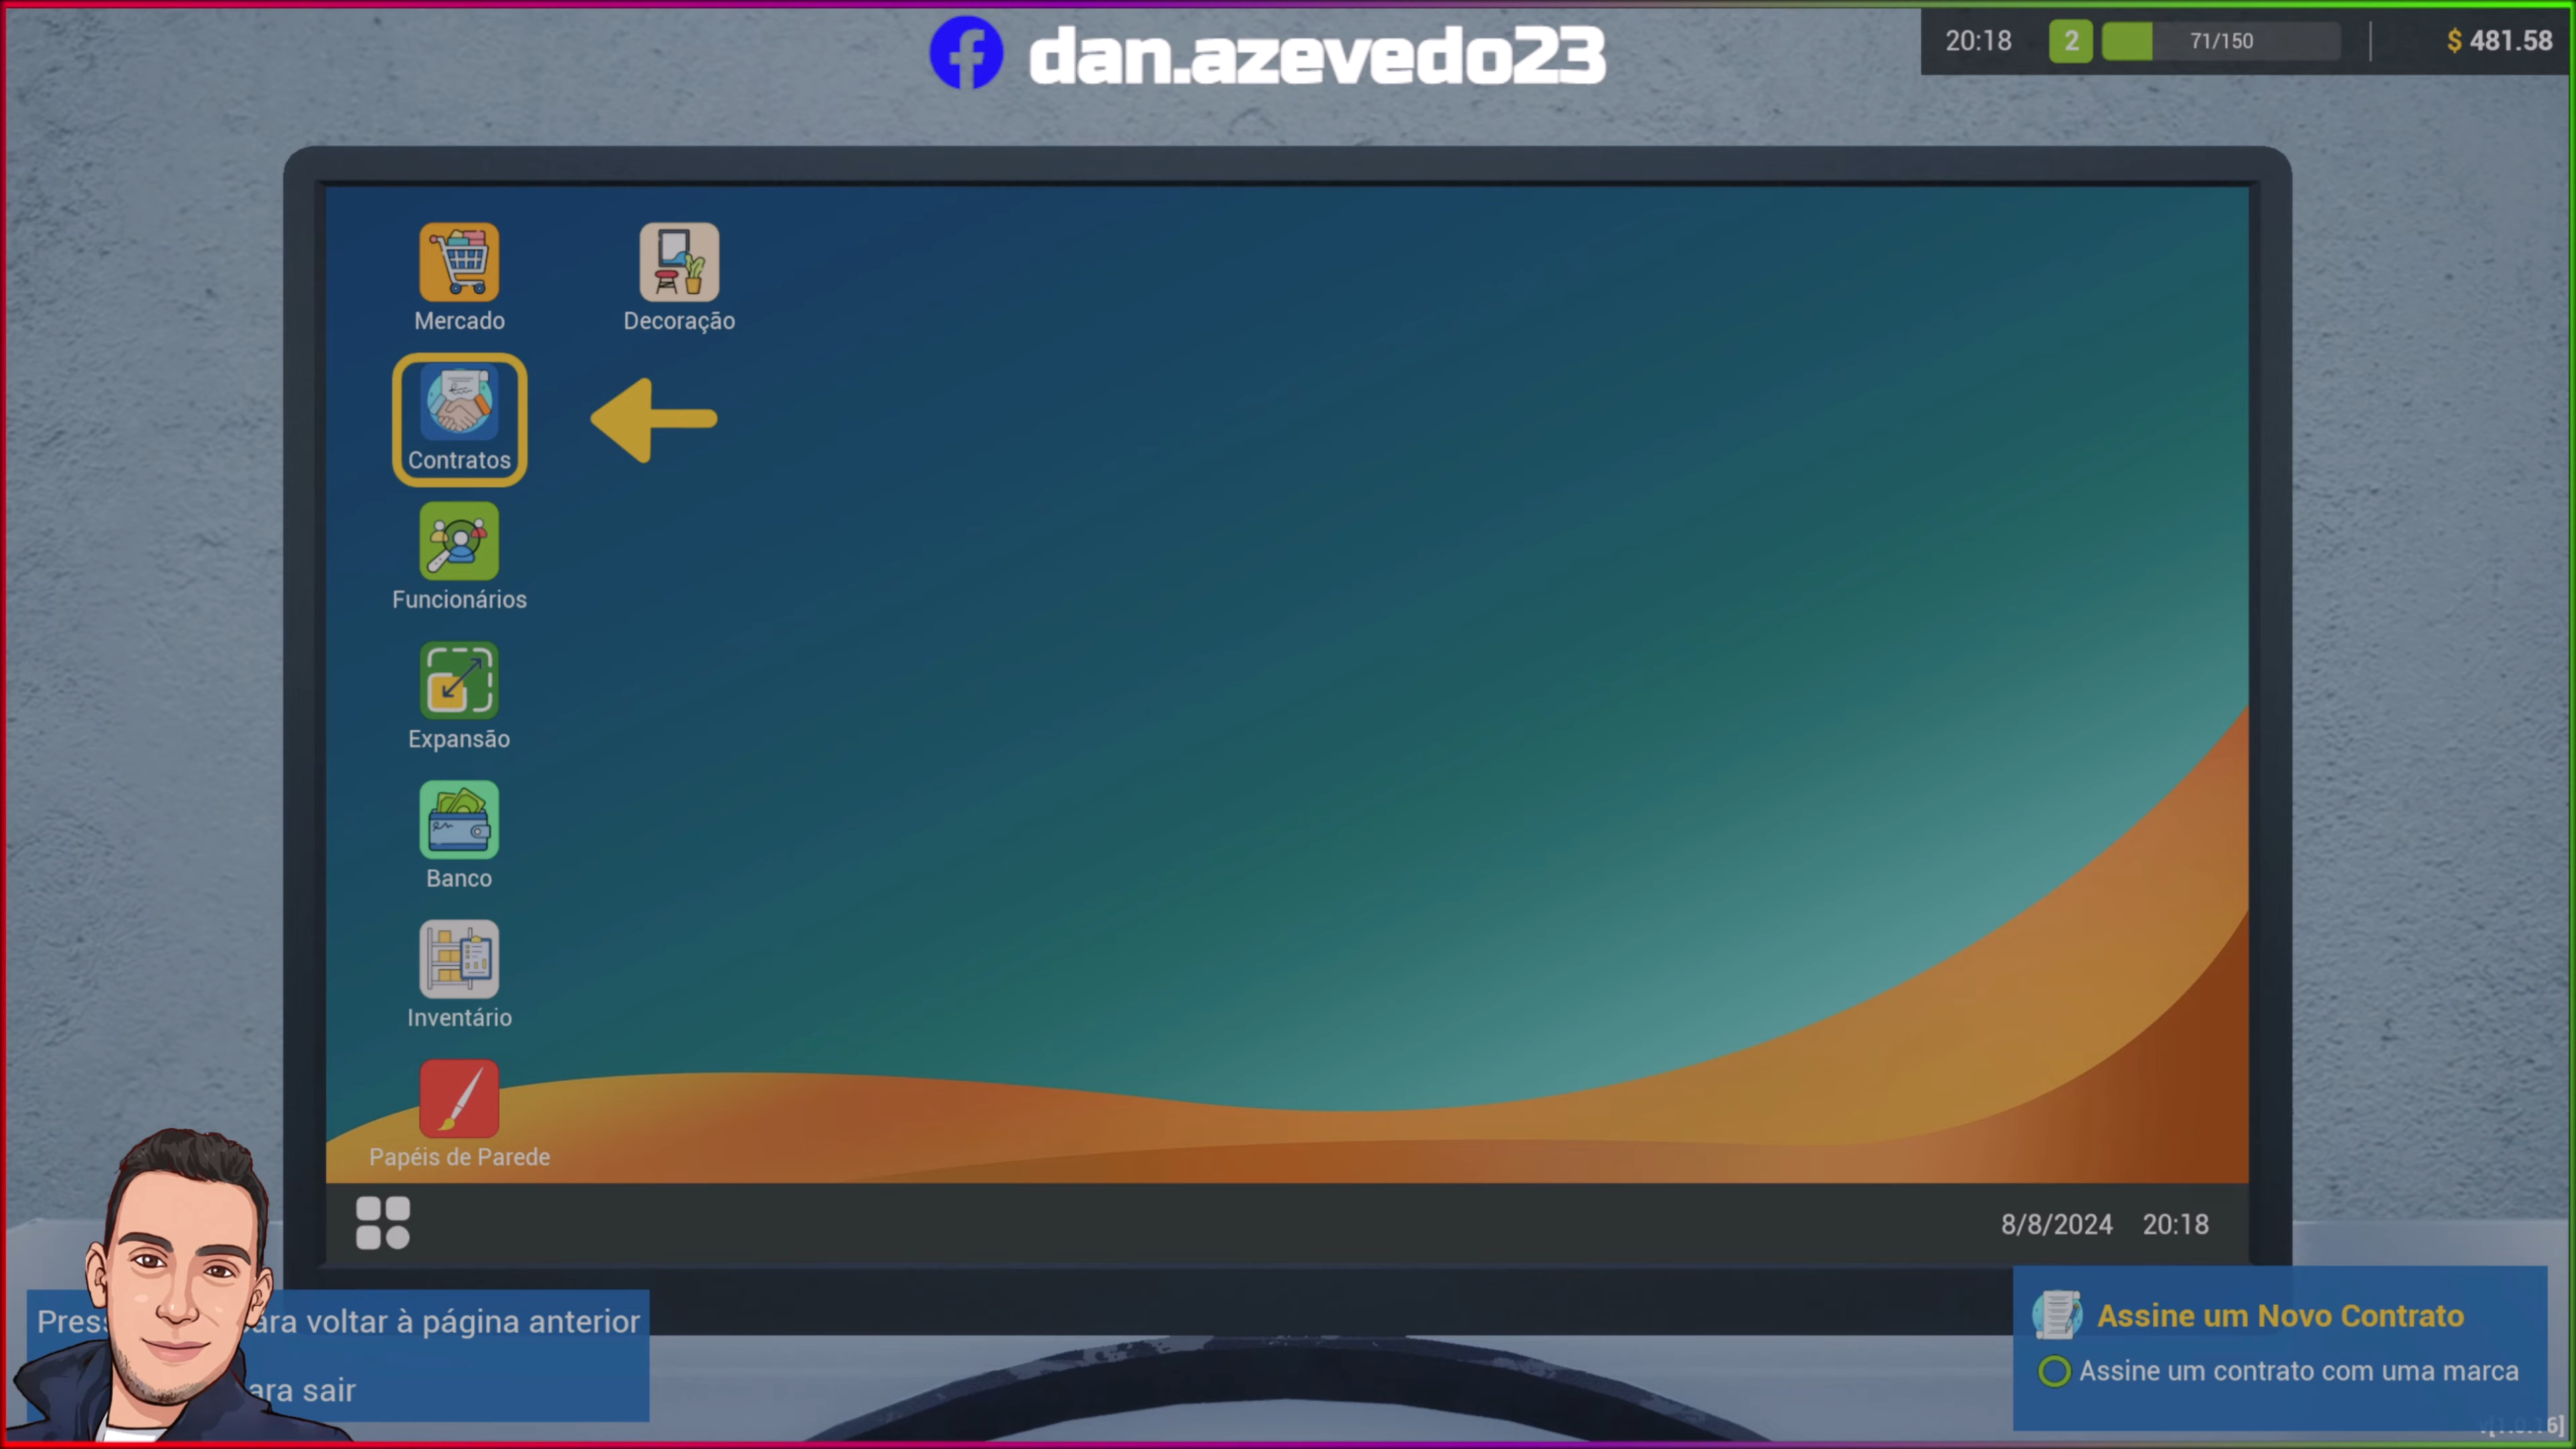 dan.azevedo23
20:18 2 71/150 $ 481.58
Mercado
Decoração
Contratos
Funcionários
Expansão
Banco
Inventário
Papéis de Parede
8/8/2024 20:18
para voltar à página anterior
para sair
Assine um Novo Contrato
Assine um contrato com uma marca